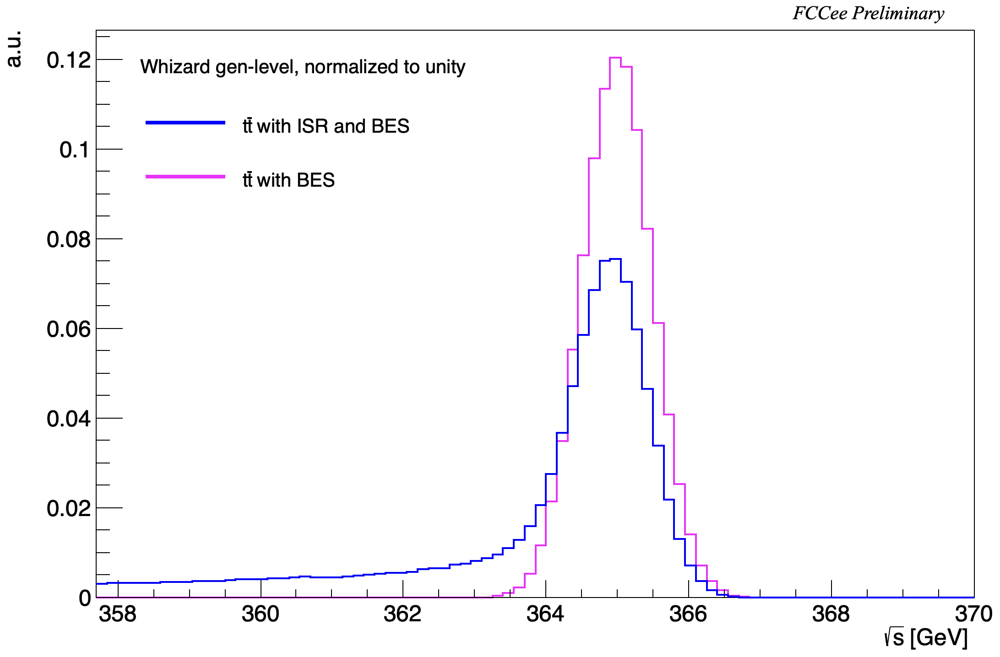 FCCee Preliminary
a.u.
Whizard gen-level, normalized to unity
tt̄ with ISR and BES
tt̄ with BES
0.12
0.1
0.08
0.06
0.04
0.02
0
358 360 362 364 366 368 370
√s [GeV]